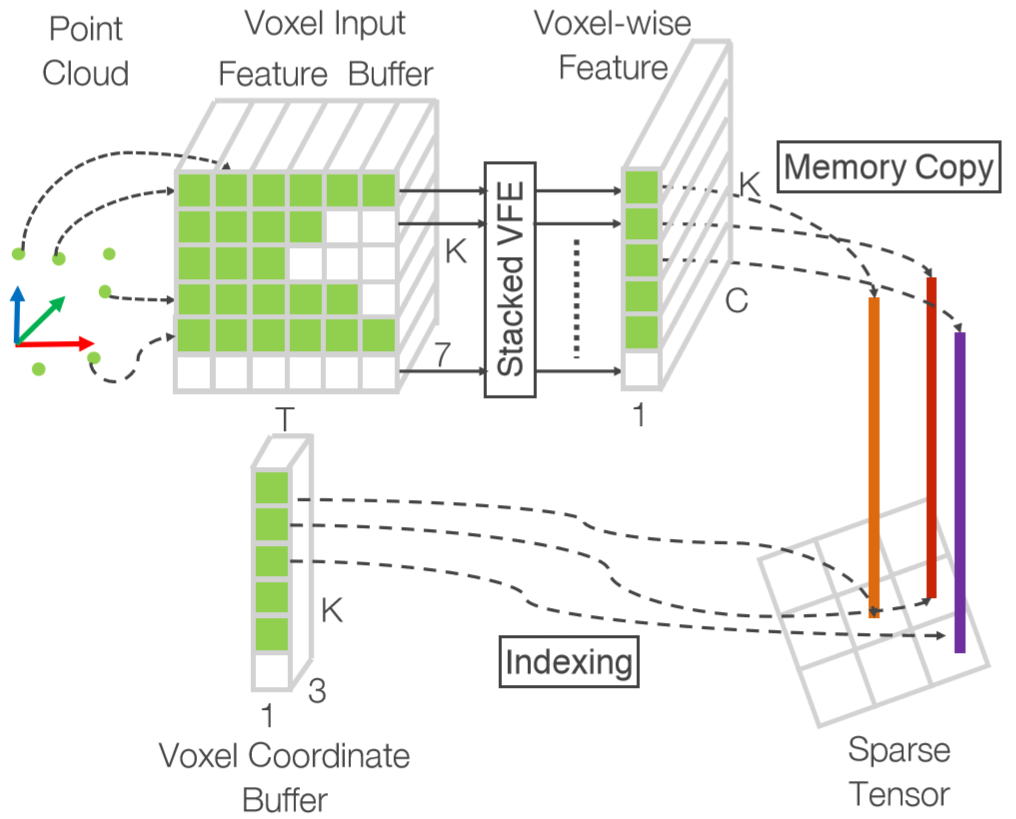 Point
Cloud
Voxel Input
Feature Buffer
Voxel-wise
Feature
Memory Copy
K
K
Stacked VFE
C
7
T
1
K
3
1
Indexing
Voxel Coordinate
Buffer
Sparse
Tensor